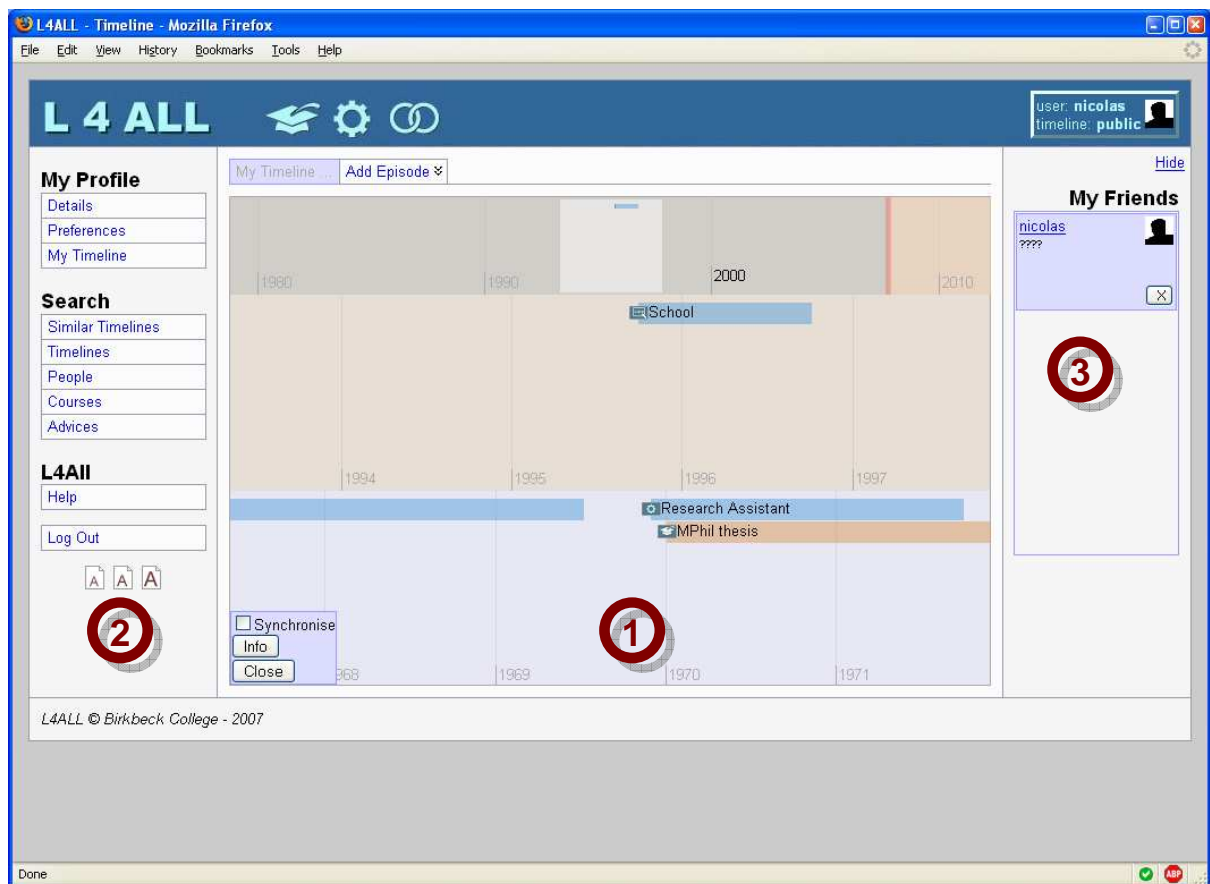 L4ALL - Timeline - Mozilla Firefox
File Edit View History Bookmarks Tools Help
L 4 ALL
user: nicolas
timeline: public
My Profile
Details
Preferences
My Timeline
Search
Similar Timelines
Timelines
People
Courses
Advices
L4All
Help
Log Out
A A A
2
My Timeline ...
Add Episode
1980 1990 2000 2010
School
1994 1995 1996 1997
Research Assistant
MPhil thesis
Synchronise
Info
Close
968 1969 1970 1971
1
Hide
My Friends
nicolas
????
X
3
L4ALL © Birkbeck College - 2007
Done
ABP